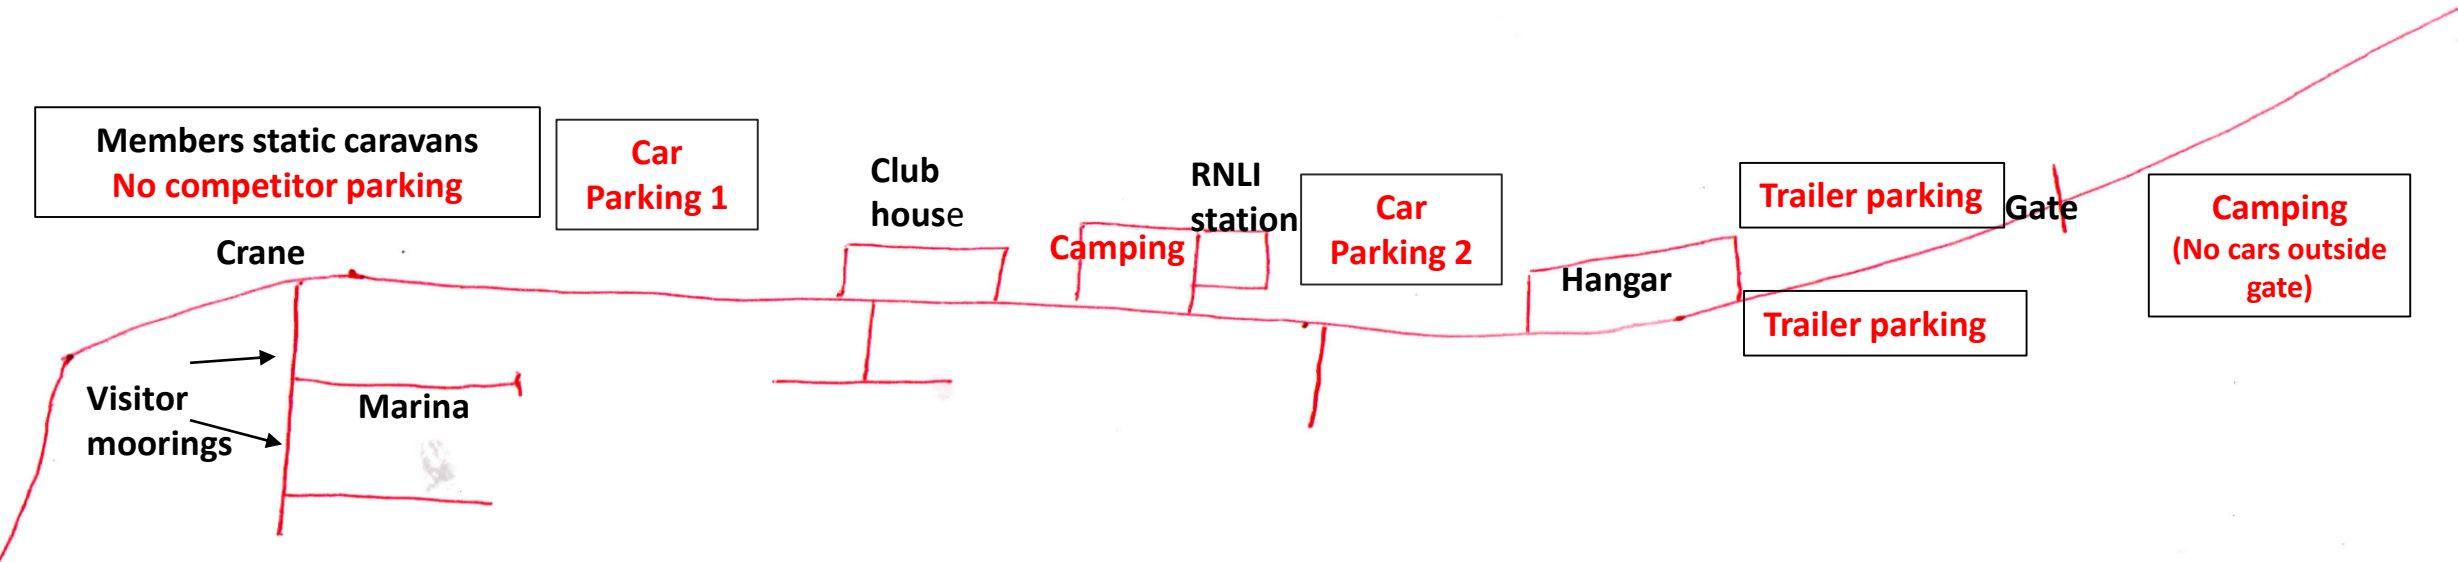 Members static caravans
No competitor parking
Car
Parking 1
Club
house
RNLI
station
Car
Parking 2
Trailer parking
Gate
Camping
(No cars outside
gate)
Crane
Camping
Hangar
Trailer parking
Visitor
moorings
Marina